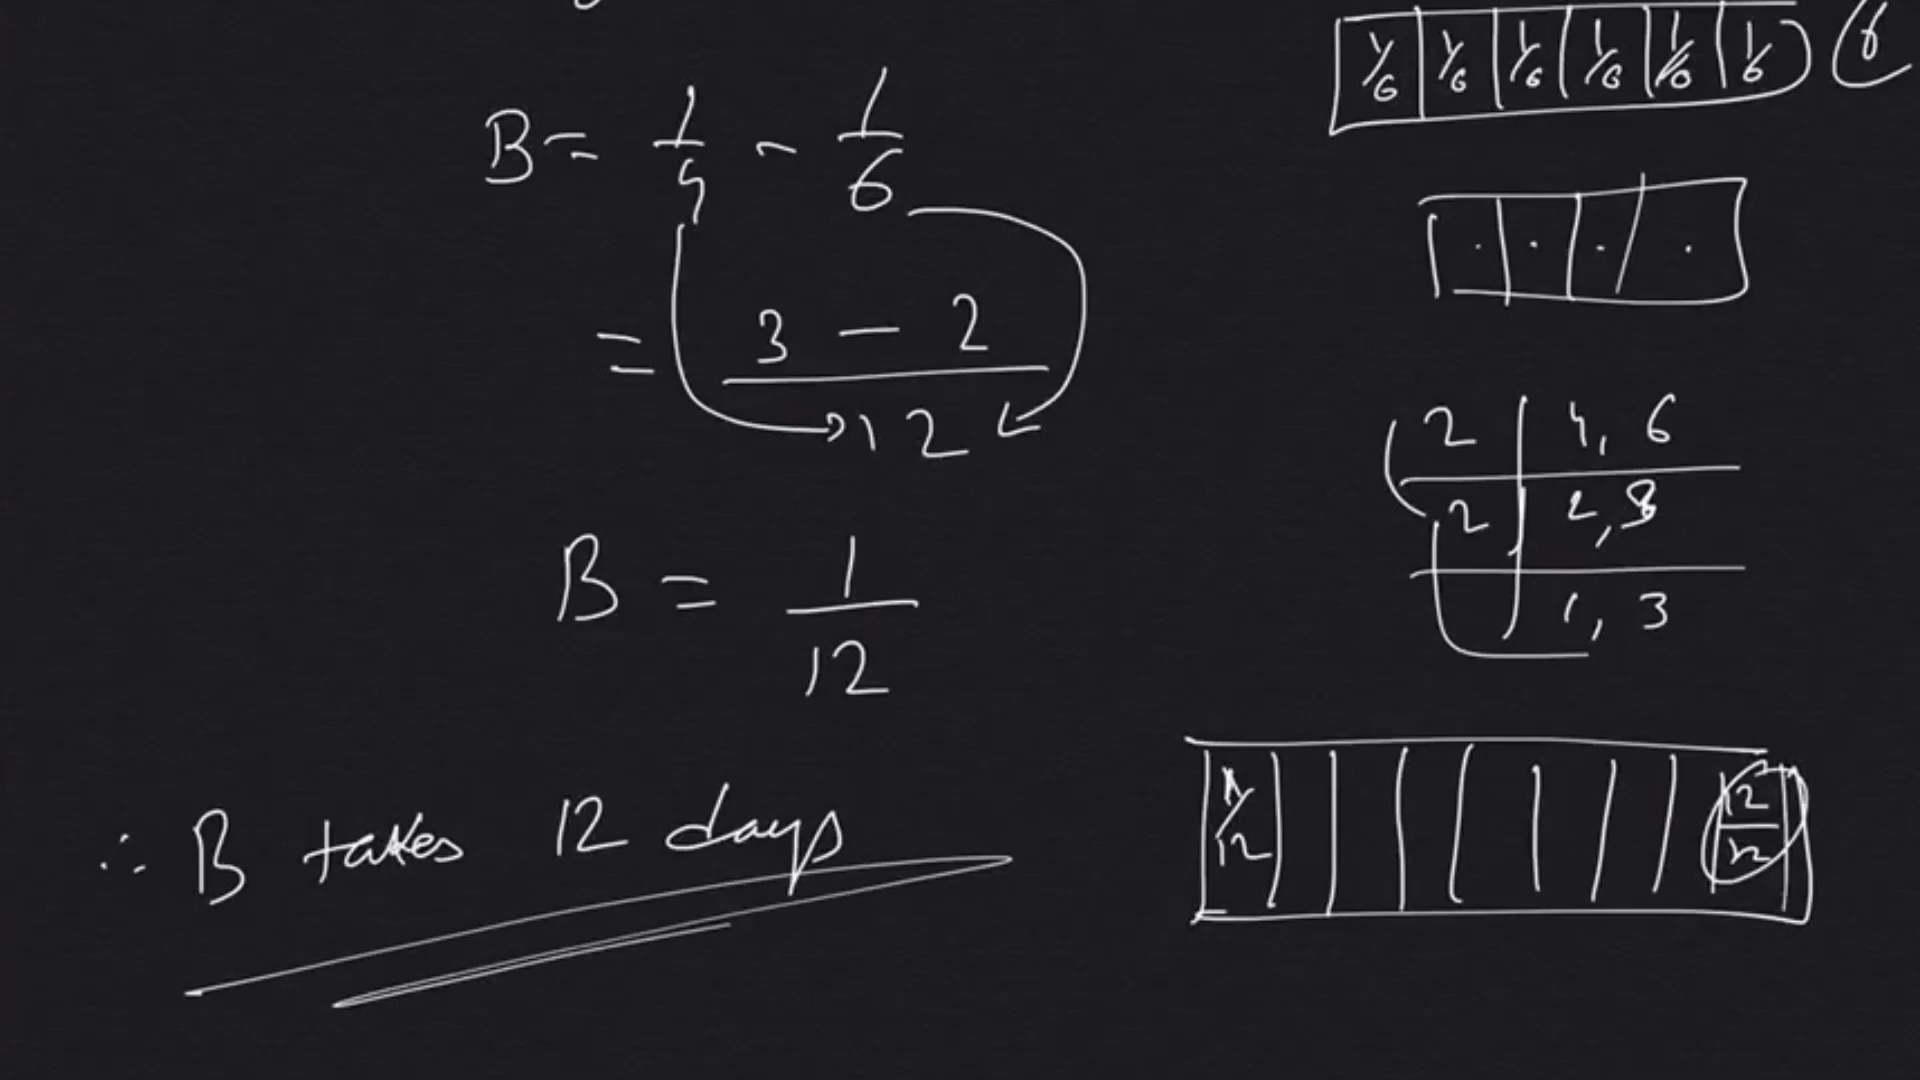 B = 1/4 - 1/6
= 3 - 2 / 12
B = 1/12
∴ B takes 12 days
1/6 1/6 1/6 1/6 1/6 1/6 6
2 | 4, 6
2 | 2, 3
1, 3
1/12 12/12